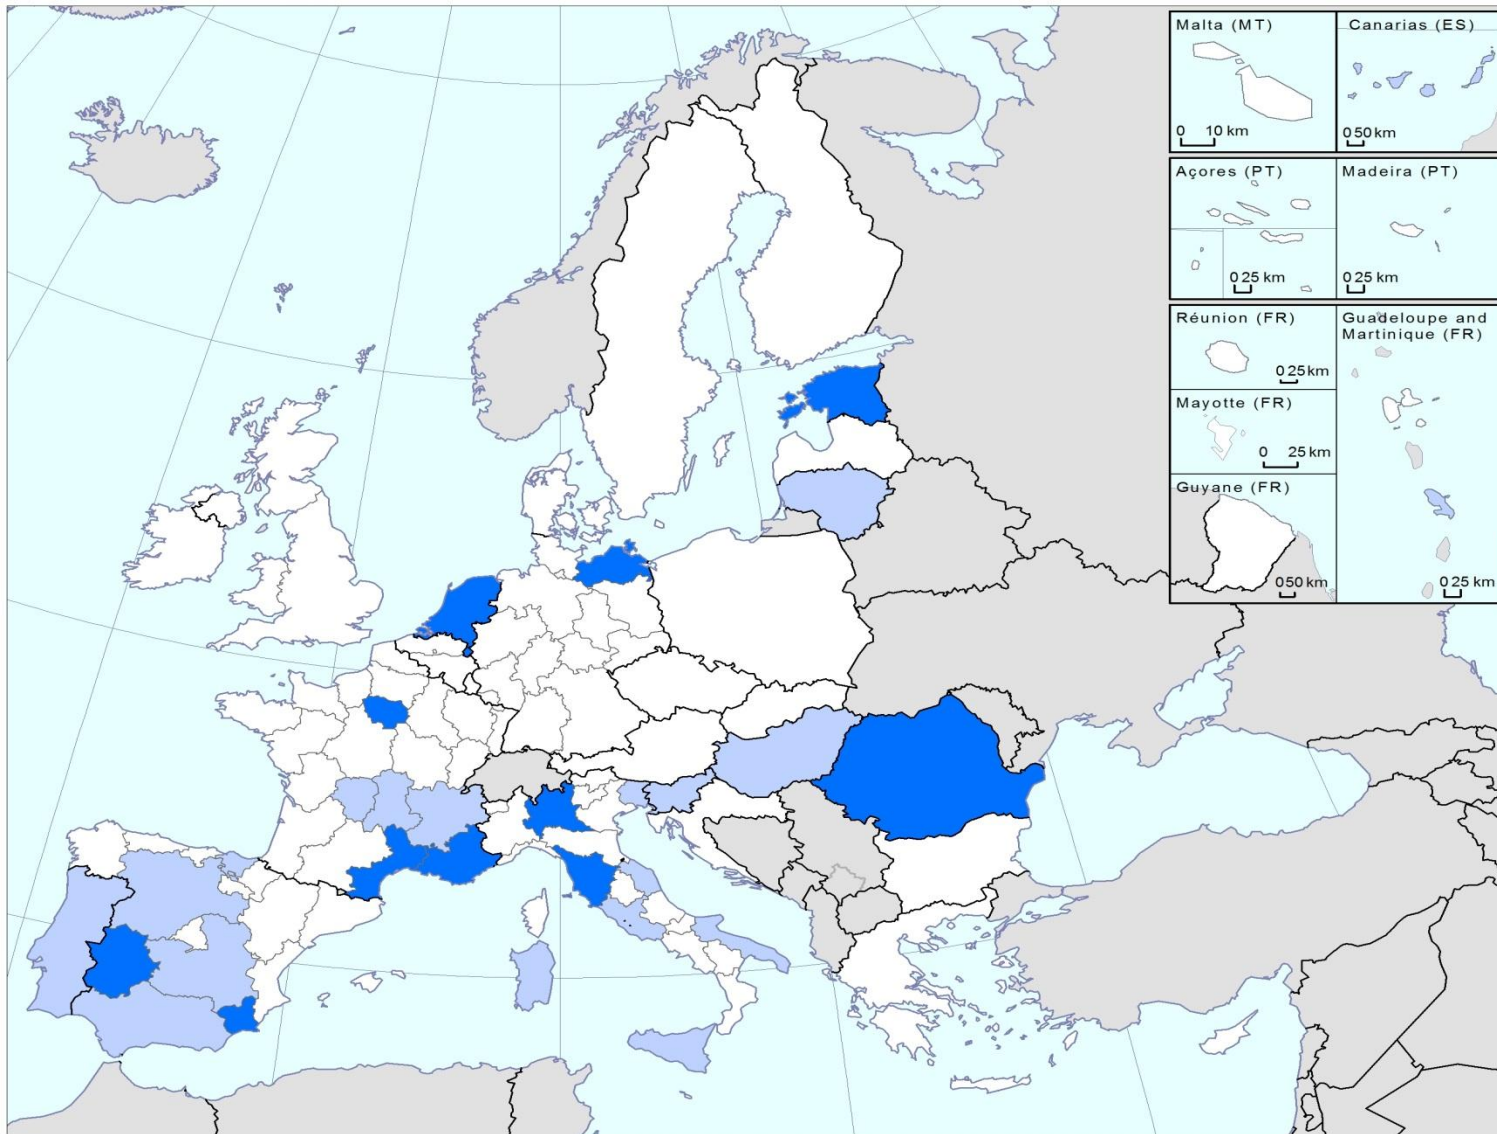 Malta (MT)
0 10 km
Canarias (ES)
0 50 km
Açores (PT)
0 25 km
Madeira (PT)
0 25 km
Réunion (FR)
0 25 km
Mayotte (FR)
0 25 km
Guyane (FR)
0 50 km
Guadeloupe and
Martinique (FR)
0 25 km